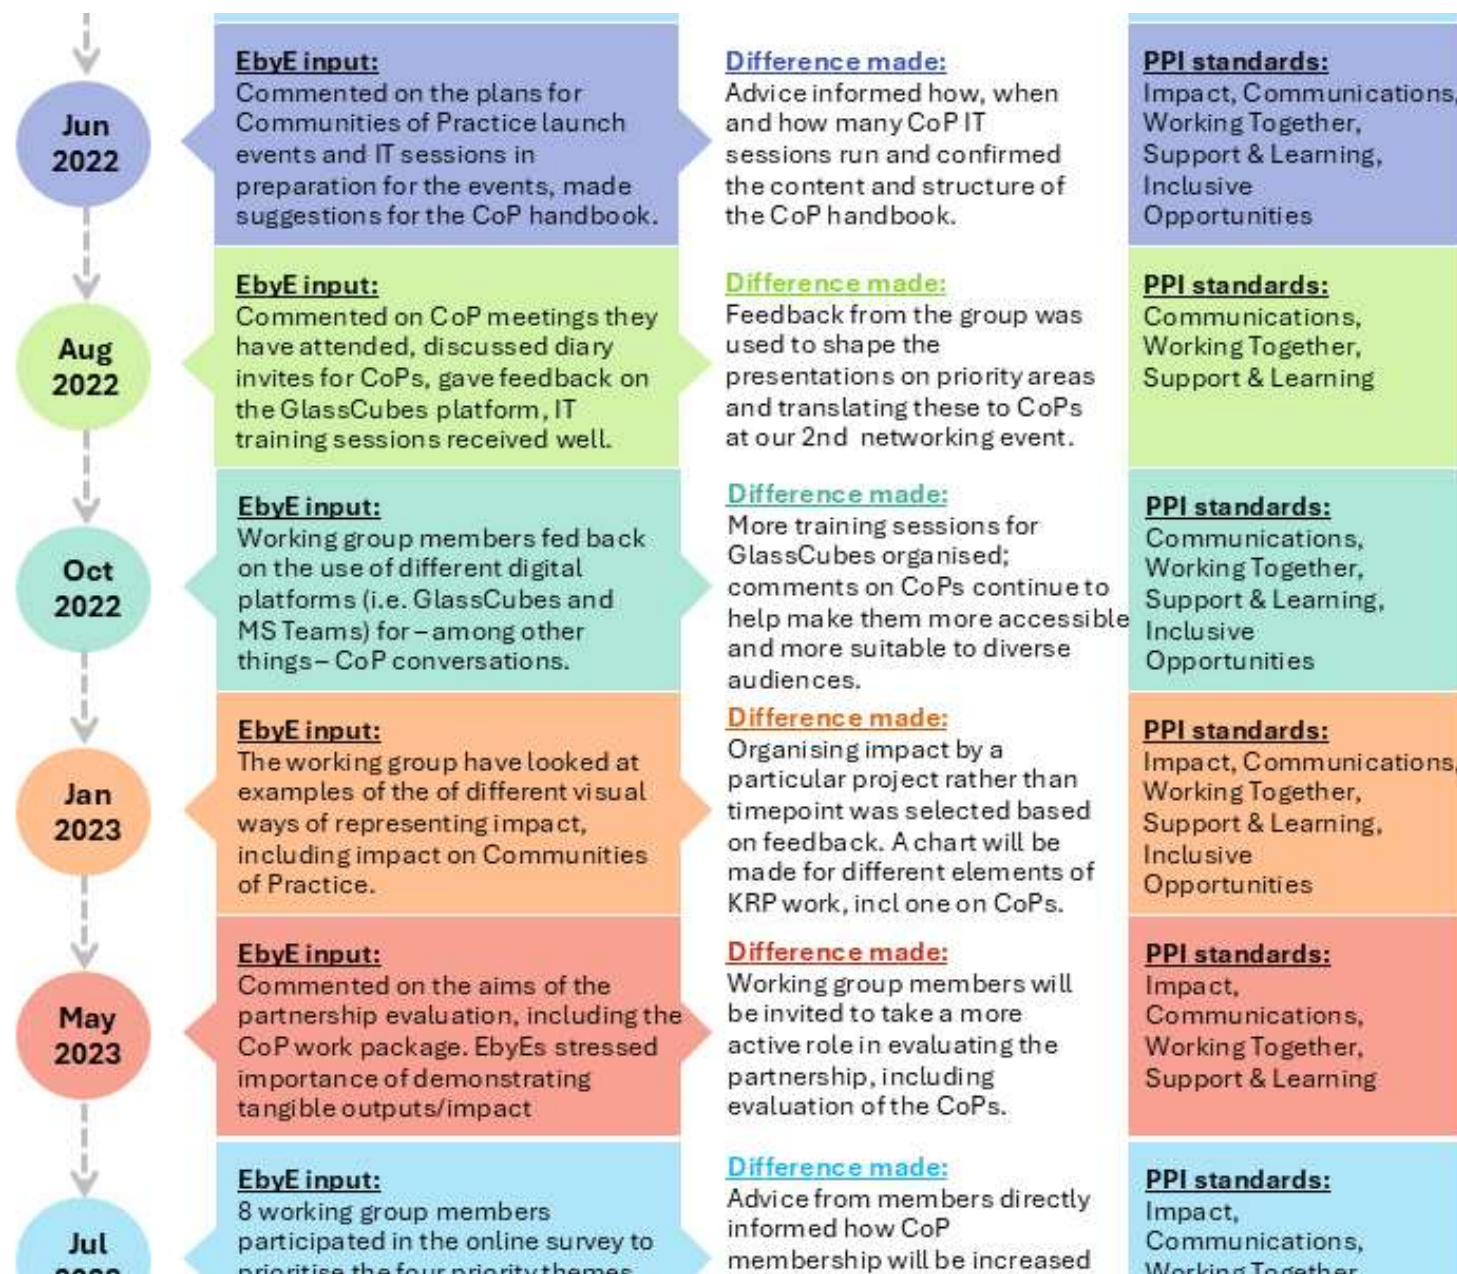 Jun
2022
EbyE input:
Commented on the plans for
Communities of Practice launch
events and IT sessions in
preparation for the events, made
suggestions for the CoP handbook.
Difference made:
Advice informed how, when
and how many CoP IT
sessions run and confirmed
the content and structure of
the CoP handbook.
PPI standards:
Impact, Communications,
Working Together,
Support & Learning,
Inclusive
Opportunities
Aug
2022
EbyE input:
Commented on CoP meetings they
have attended, discussed diary
invites for CoPs, gave feedback on
the GlassCubes platform, IT
training sessions received well.
Difference made:
Feedback from the group was
used to shape the
presentations on priority areas
and translating these to CoPs
at our 2nd networking event.
PPI standards:
Communications,
Working Together,
Support & Learning
Oct
2022
EbyE input:
Working group members fed back
on the use of different digital
platforms (i.e. GlassCubes and
MS Teams) for – among other
things – CoP conversations.
Difference made:
More training sessions for
GlassCubes organised;
comments on CoPs continue to
help make them more accessible
and more suitable to diverse
audiences.
PPI standards:
Communications,
Working Together,
Support & Learning,
Inclusive
Opportunities
Jan
2023
EbyE input:
The working group have looked at
examples of the of different visual
ways of representing impact,
including impact on Communities
of Practice.
Difference made:
Organising impact by a
particular project rather than
timepoint was selected based
on feedback. A chart will be
made for different elements of
KRP work, incl one on CoPs.
PPI standards:
Impact, Communications,
Working Together,
Support & Learning,
Inclusive
Opportunities
May
2023
EbyE input:
Commented on the aims of the
partnership evaluation, including the
CoP work package. EbyEs stressed
importance of demonstrating
tangible outputs/impact
Difference made:
Working group members will
be invited to take a more
active role in evaluating the
partnership, including
evaluation of the CoPs.
PPI standards:
Impact,
Communications,
Working Together,
Support & Learning
Jul
EbyE input:
8 working group members
participated in the online survey to
prioritise the four priority themes
Difference made:
Advice from members directly
informed how CoP
membership will be increased
PPI standards:
Impact,
Communications,
Working Together